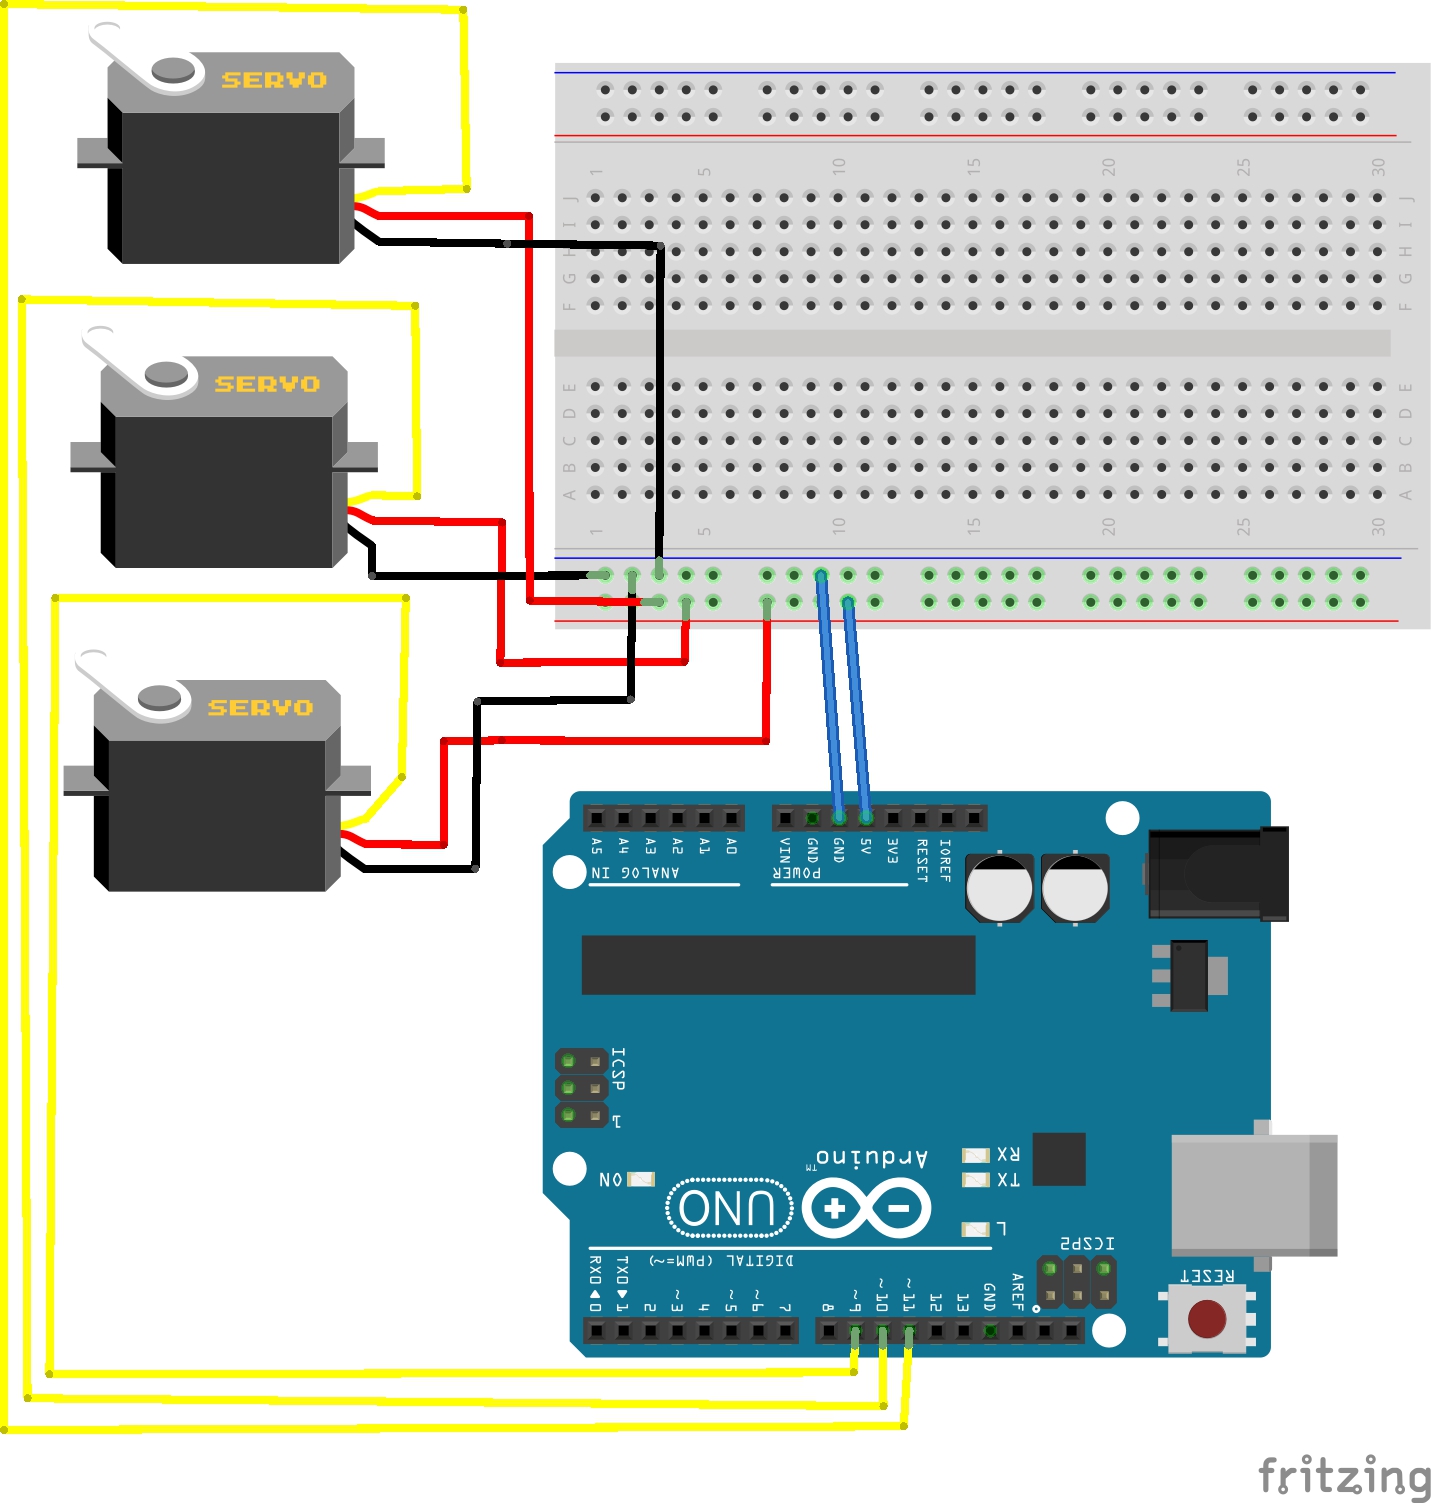 SERVO
1 5 10 15 20 25 30
J J
I I
H H
G G
F F
SERVO
E E
D D
C C
B B
A A
1 5 10 15 20 25 30
SERVO
A5 A4 A3 A2 A1 A0 VIN GND GND 5V 3V3 RESET IOREF
ANALOG IN POWER
ICSP
1
Arduino™
RX
ON TX
UNO
L
ICSP2
DIGITAL (PWM=~)
RESET
RX0◀0 TX0▶1 2 ~3 4 ~5 ~6 7 8 ~9 ~10 ~11 12 13 GND AREF
fritzing